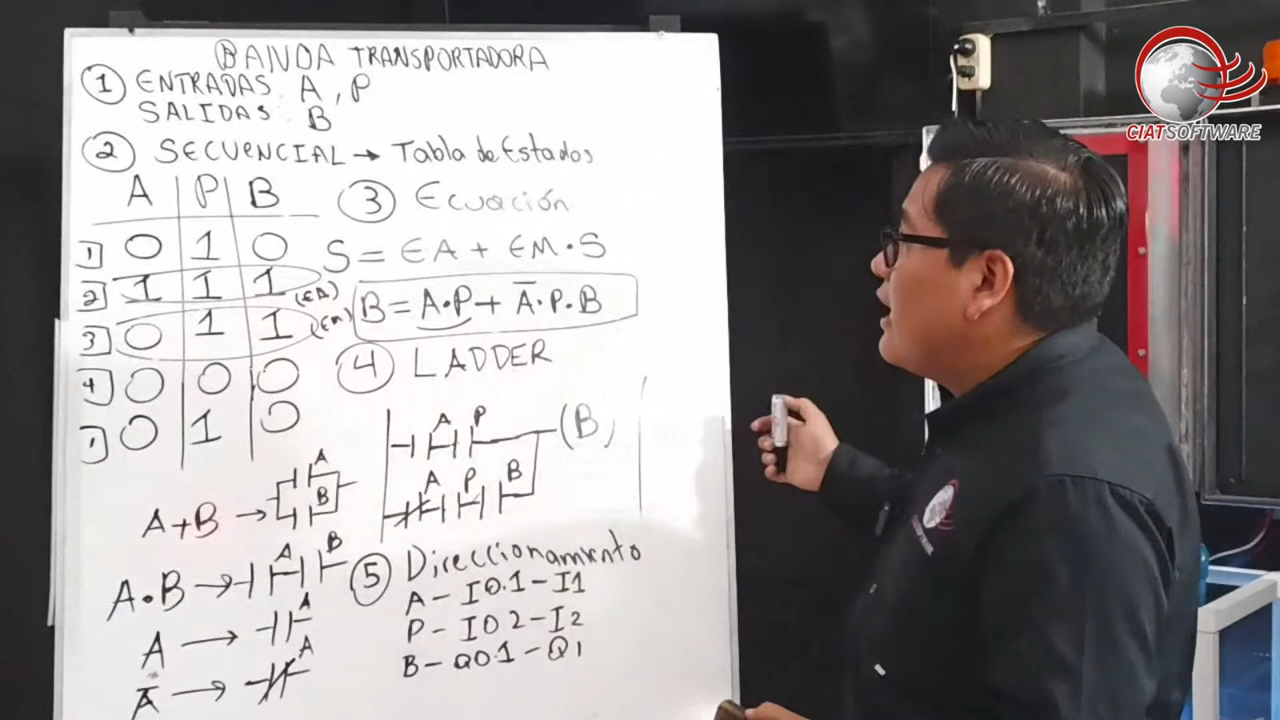 BANDA TRANSPORTADORA
1 ENTRADAS: A, P
SALIDAS: B
2 SECUENCIAL → Tabla de Estados
A P B
1 0 1 0
2 1 1 1 (EA)
3 0 1 1 (EM)
4 0 0 0
1 0 1 0
3 Ecuación
S = EA + EM·S
B = A·P + Ā·P·B
4 LADDER
A P (B)
A P B
A+B → A B
A·B → A B
A → A
Ā → A
5 Direccionamiento
A - I0.1 - I1
P - I0 2 - I2
B - Q0.1 - Q1
CIATSOFTWARE